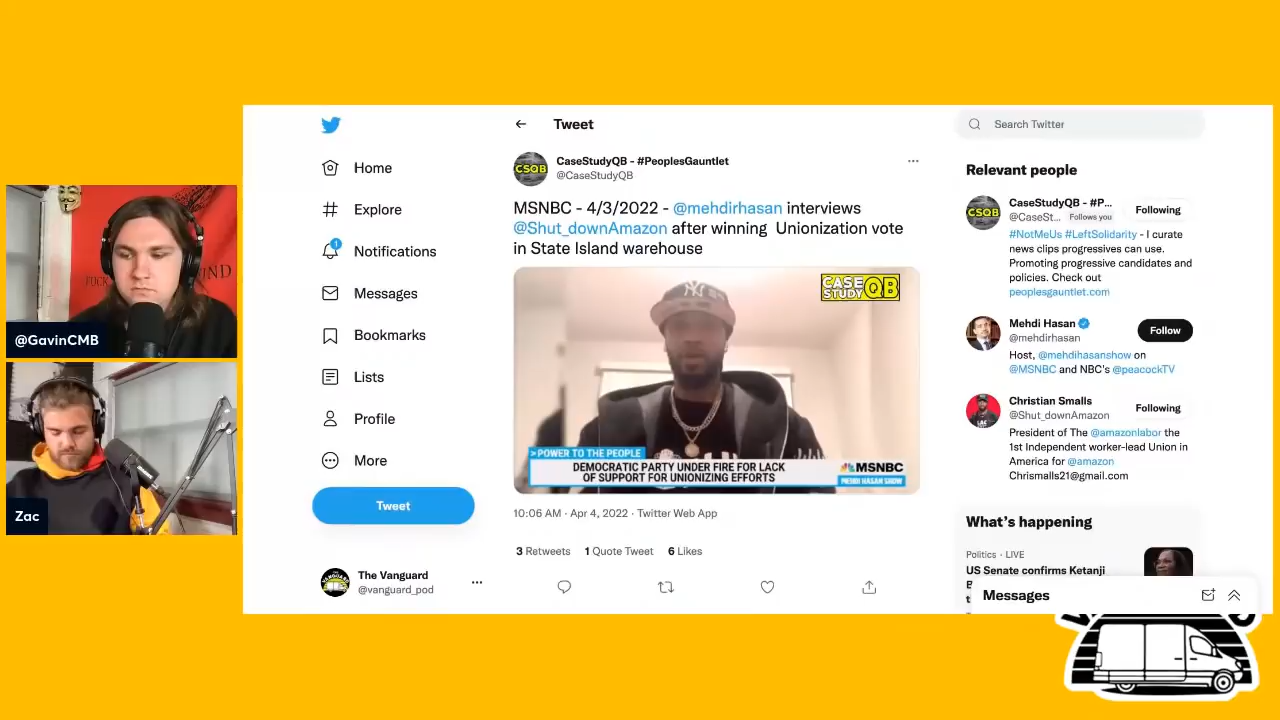 @GavinCMB
Zac
Home
Explore
1
Notifications
Messages
Bookmarks
Lists
Profile
More
Tweet
The Vanguard
@vanguard_pod
Tweet
CSQB
CaseStudyQB - #PeoplesGauntlet
@CaseStudyQB
MSNBC - 4/3/2022 - @mehdirhasan interviews
@Shut_downAmazon after winning Unionization vote
in State Island warehouse
CASE
STUDY QB
>POWER TO THE PEOPLE
DEMOCRATIC PARTY UNDER FIRE FOR LACK
OF SUPPORT FOR UNIONIZING EFFORTS
MSNBC
MEHDI HASAN SHOW
10:06 AM · Apr 4, 2022 · Twitter Web App
3 Retweets 1 Quote Tweet 6 Likes
Search Twitter
Relevant people
CSQB
CaseStudyQB - #P...
@CaseSt... Follows you
Following
#NotMeUs #LeftSolidarity - I curate
news clips progressives can use.
Promoting progressive candidates and
policies. Check out
peoplesgauntlet.com
Mehdi Hasan
@mehdirhasan
Follow
Host, @mehdihasanshow on
@MSNBC and NBC's @peacockTV
Christian Smalls
@Shut_downAmazon
Following
President of The @amazonlabor the
1st Independent worker-lead Union in
America for @amazon
Chrismalls21@gmail.com
What's happening
Politics · LIVE
US Senate confirms Ketanji
Messages